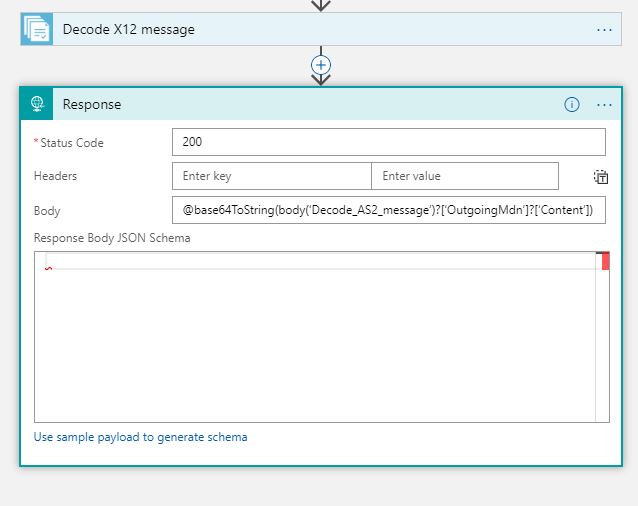 Decode X12 message
Response
* Status Code
200
Headers
Enter key
Enter value
Body
@base64ToString(body('Decode_AS2_message')?['OutgoingMdn']?['Content'])
Response Body JSON Schema
Use sample payload to generate schema